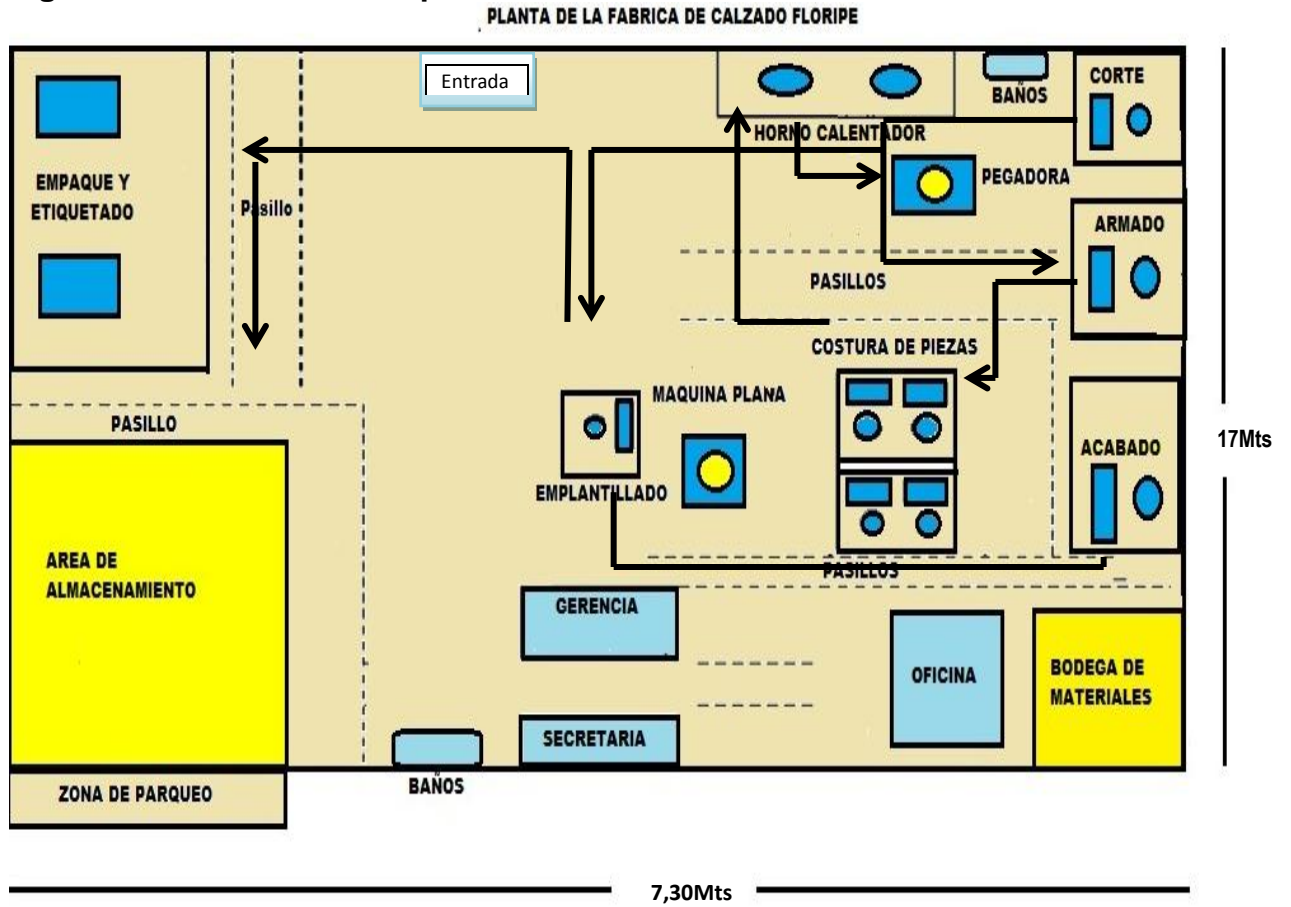 PLANTA DE LA FABRICA DE CALZADO FLORIPE
Entrada
CORTE
BAÑOS
HORNO CALENTADOR
PEGADORA
EMPAQUE Y
ETIQUETADO
Pasillo
ARMADO
PASILLOS
COSTURA DE PIEZAS
MAQUINA PLANA
PASILLO
17Mts
ACABADO
EMPLANTILLADO
AREA DE
ALMACENAMIENTO
PASILLOS
GERENCIA
OFICINA
BODEGA DE
MATERIALES
SECRETARIA
BAÑOS
ZONA DE PARQUEO
7,30Mts